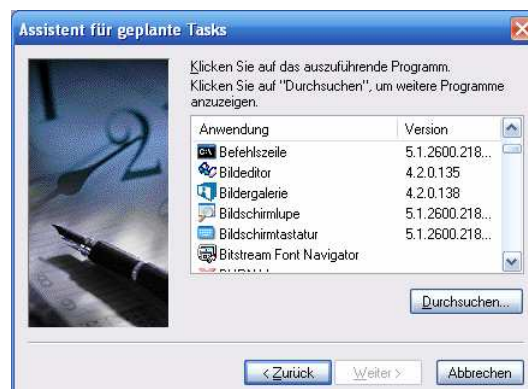 Assistent für geplante Tasks
Klicken Sie auf das auszuführende Programm.
Klicken Sie auf "Durchsuchen", um weitere Programme
anzuzeigen.
Anwendung Version
Befehlszeile 5.1.2600.218...
Bildeditor 4.2.0.135
Bildergalerie 4.2.0.138
Bildschirmlupe 5.1.2600.218...
Bildschirmtastatur 5.1.2600.218...
Bitstream Font Navigator
Durchsuchen...
< Zurück Weiter > Abbrechen